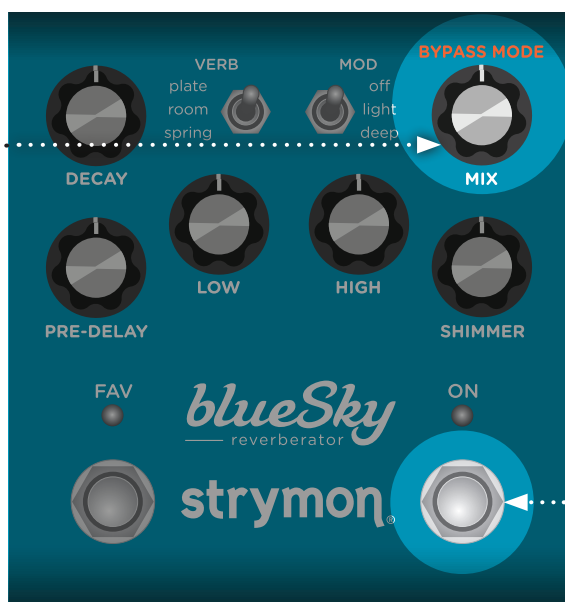 BYPASS MODE
VERB
MOD
plate
room
spring
off
light
deep
DECAY
MIX
LOW
HIGH
PRE-DELAY
SHIMMER
FAV
ON
blueSky
reverberator
strymon®